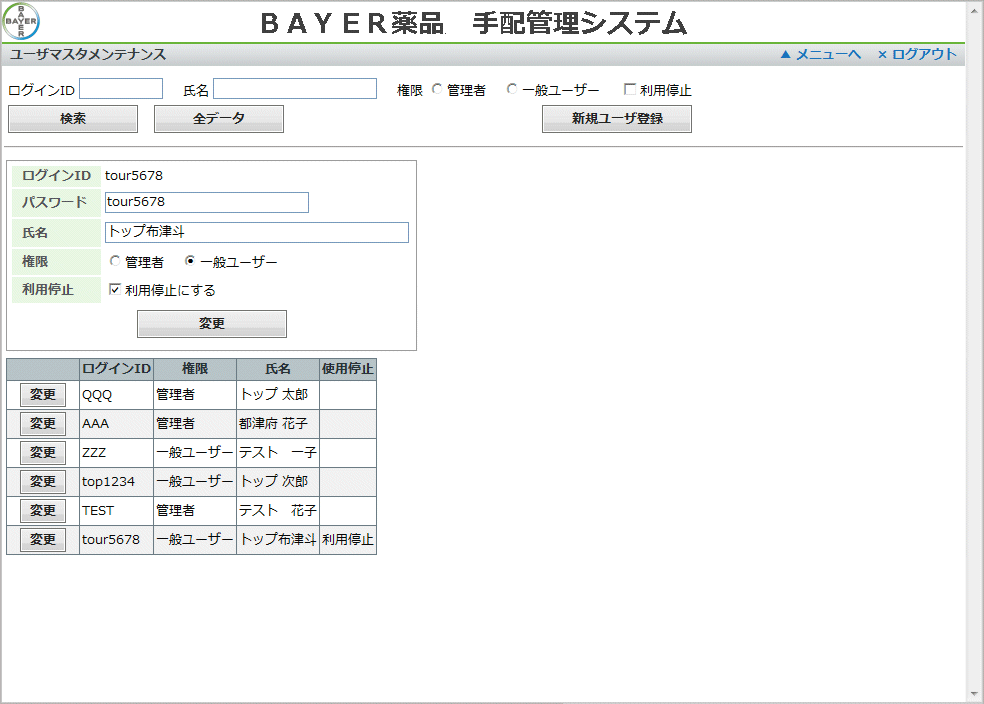 BAYER
BAYER
ＢＡＹＥＲ薬品　手配管理システム
ユーザマスタメンテナンス ▲ メニューへ × ログアウト
ログインID 氏名 権限 管理者 一般ユーザー 利用停止
検索 全データ 新規ユーザ登録
ログインID tour5678
パスワード tour5678
氏名 トップ布津斗
権限 管理者 一般ユーザー
利用停止 利用停止にする
変更
ログインID 権限 氏名 使用停止
変更 QQQ 管理者 トップ 太郎
変更 AAA 管理者 都津府 花子
変更 ZZZ 一般ユーザー テスト　一子
変更 top1234 一般ユーザー トップ 次郎
変更 TEST 管理者 テスト　花子
変更 tour5678 一般ユーザー トップ布津斗 利用停止